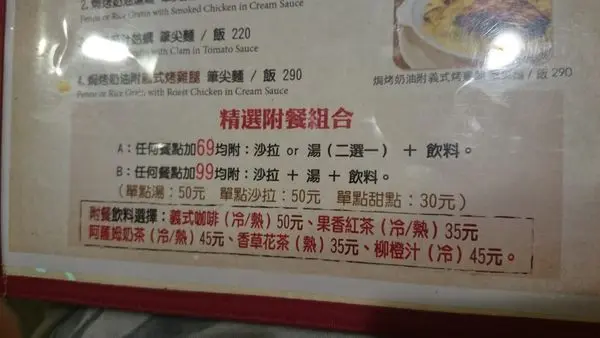 Penne or Rice Gratin with Smoked Chicken in Cream Sauce
筆尖麵 / 飯 220
with Clam in Tomato Sauce
4. 焗烤奶油附義式烤雞腿 筆尖麵 / 飯 290
Penne or Rice Gratin with Roast Chicken in Cream Sauce
焗烤奶油附義式烤雞腿 筆尖麵 / 飯 290
精選附餐組合
A：任何餐點加69均附：沙拉 or 湯（二選一） ＋ 飲料。
B：任何餐點加99均附：沙拉 ＋ 湯 ＋ 飲料。
（單點湯：50元 單點沙拉：50元 單點甜點：30元）
附餐飲料選擇：義式咖啡（冷/熱）50元、果香紅茶（冷/熱）35元
阿薩姆奶茶（冷/熱）45元、香草花茶（熱）35元、柳橙汁（冷）45元。